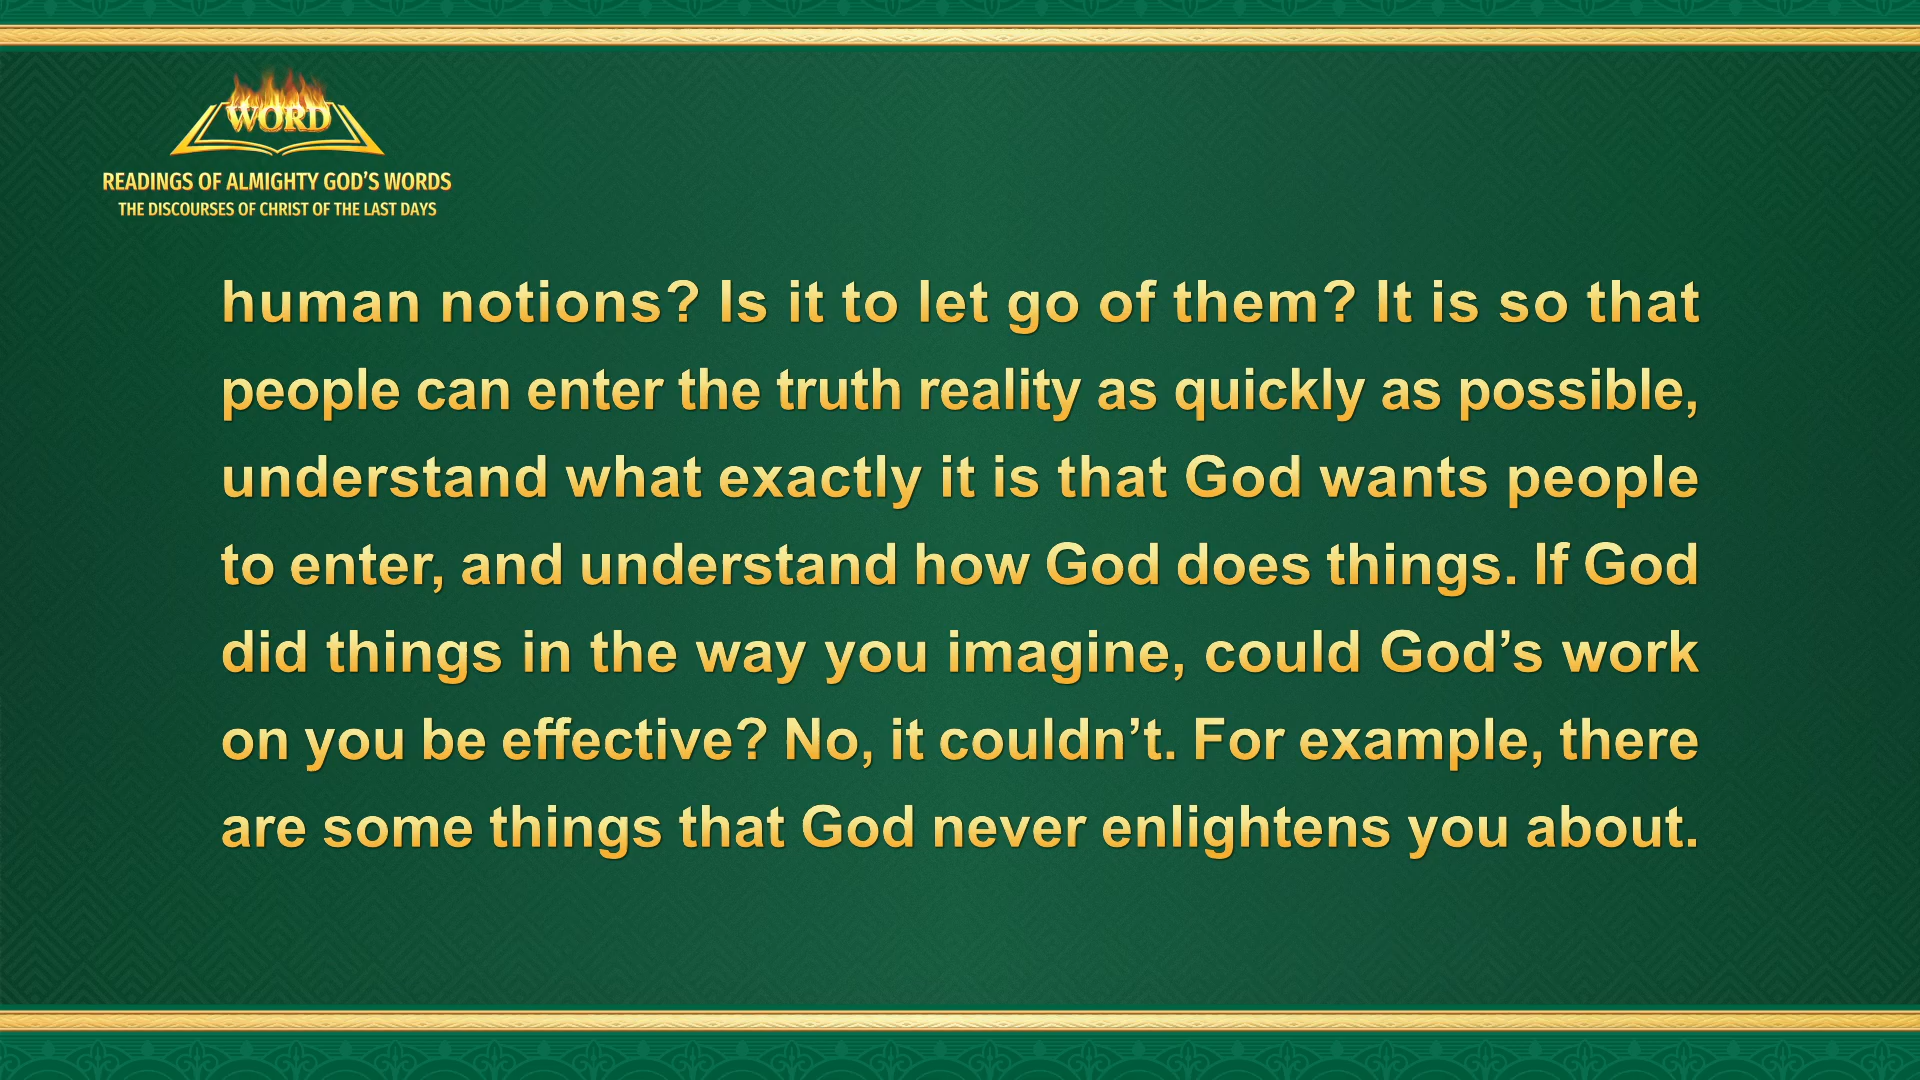 WORD
READINGS OF ALMIGHTY GOD’S WORDS
THE DISCOURSES OF CHRIST OF THE LAST DAYS
human notions? Is it to let go of them? It is so that
people can enter the truth reality as quickly as possible,
understand what exactly it is that God wants people
to enter, and understand how God does things. If God
did things in the way you imagine, could God’s work
on you be effective? No, it couldn’t. For example, there
are some things that God never enlightens you about.